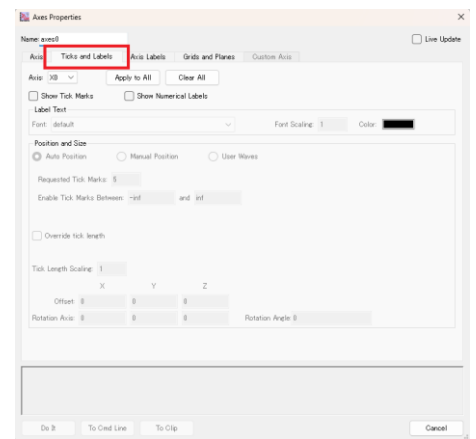 Axes Properties
Name: axes0
Live Update
Axis Ticks and Labels Axis Labels Grids and Planes Custom Axis
Axis: X0 Apply to All Clear All
Show Tick Marks Show Numerical Labels
Label Text
Font: default Font Scaling: 1 Color:
Position and Size
Auto Position Manual Position User Waves
Requested Tick Marks: 5
Enable Tick Marks Between: -inf and inf
Override tick length
Tick Length Scaling: 1
X Y Z
Offset: 0 0 0
Rotation Axis: 0 0 0 Rotation Angle: 0
Do It To Cmd Line To Clip Cancel